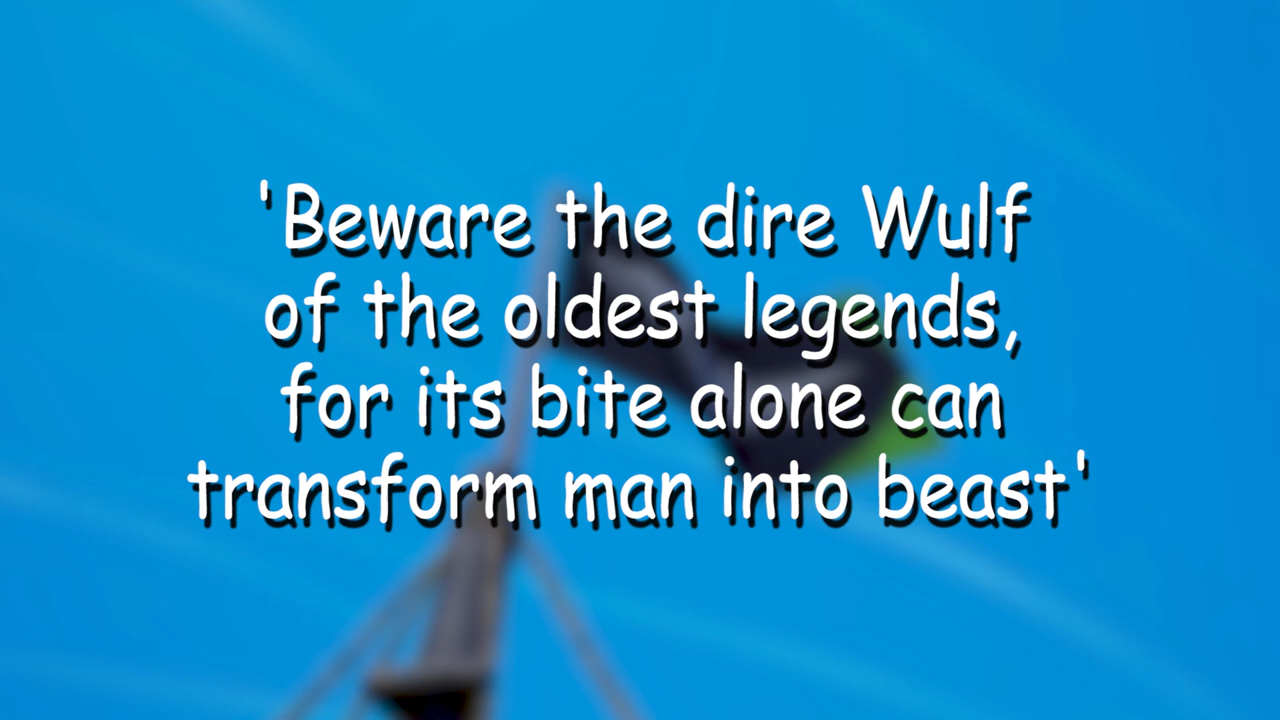 'Beware the dire Wulf
of the oldest legends,
for its bite alone can
transform man into beast'